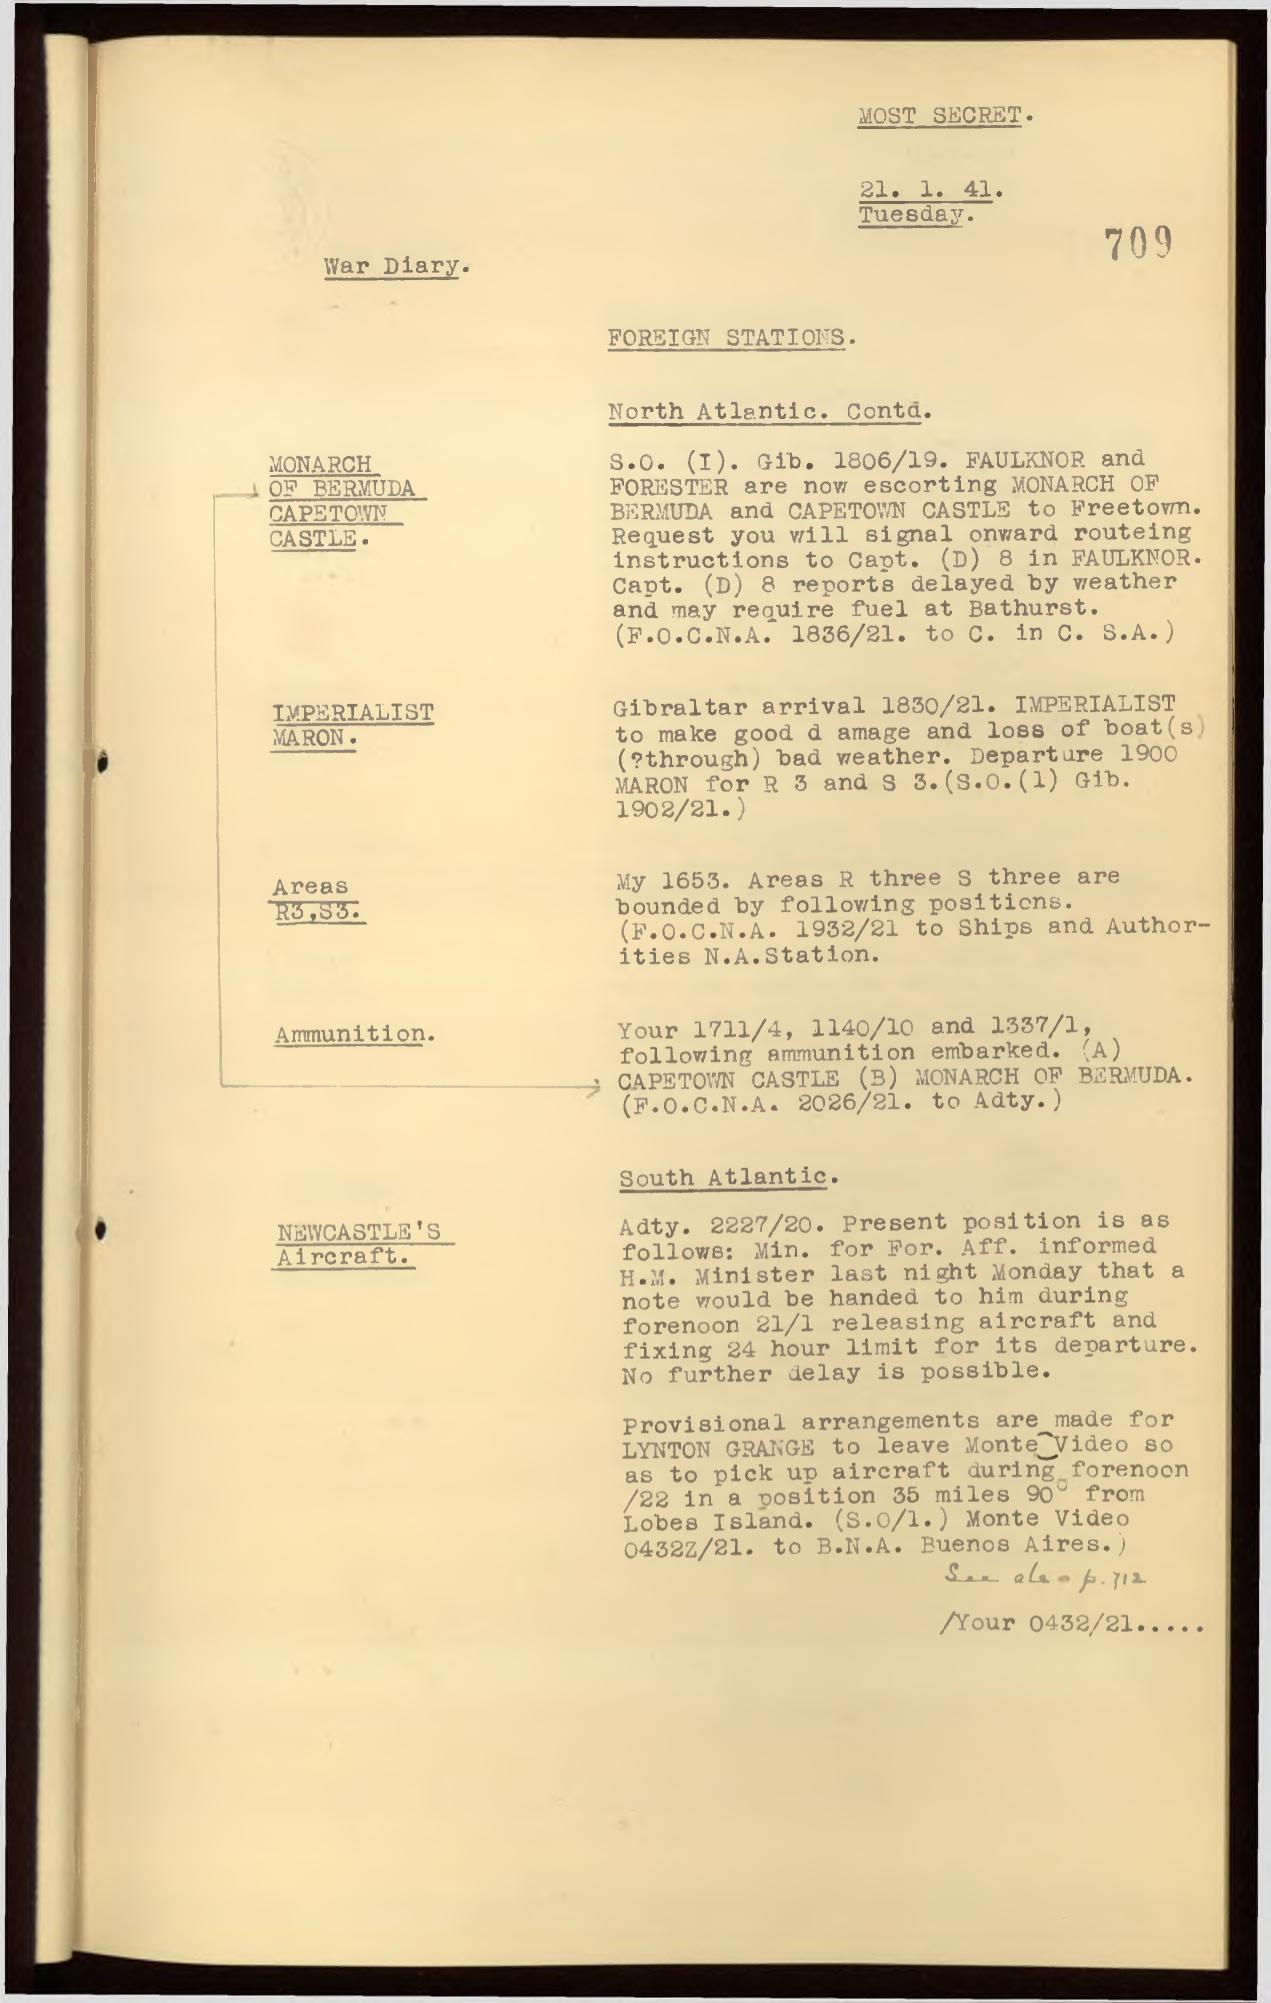 MOST SECRET.
21. 1. 41.
Tuesday.
709
War Diary.
FOREIGN STATIONS.
North Atlantic. Contd.
MONARCH
OF BERMUDA
CAPETOWN
CASTLE.
S.O. (I). Gib. 1806/19. FAULKNOR and
FORESTER are now escorting MONARCH OF
BERMUDA and CAPETOWN CASTLE to Freetown.
Request you will signal onward routeing
instructions to Capt. (D) 8 in FAULKNOR.
Capt. (D) 8 reports delayed by weather
and may require fuel at Bathurst.
(F.O.C.N.A. 1836/21. to C. in C. S.A.)
IMPERIALIST
MARON.
Gibraltar arrival 1830/21. IMPERIALIST
to make good d amage and loss of boat(s)
(?through) bad weather. Departure 1900
MARON for R 3 and S 3.(S.O.(1) Gib.
1902/21.)
Areas
R3,S3.
My 1653. Areas R three S three are
bounded by following positions.
(F.O.C.N.A. 1932/21 to Ships and Author-
ities N.A.Station.
Ammunition.
Your 1711/4, 1140/10 and 1337/1,
following ammunition embarked. (A)
CAPETOWN CASTLE (B) MONARCH OF BERMUDA.
(F.O.C.N.A. 2026/21. to Adty.)
South Atlantic.
NEWCASTLE'S
Aircraft.
Adty. 2227/20. Present position is as
follows: Min. for For. Aff. informed
H.M. Minister last night Monday that a
note would be handed to him during
forenoon 21/1 releasing aircraft and
fixing 24 hour limit for its departure.
No further delay is possible.
Provisional arrangements are made for
LYNTON GRANGE to leave Monte Video so
as to pick up aircraft during forenoon
/22 in a position 35 miles 90° from
Lobes Island. (S.O/1.) Monte Video
0432Z/21. to B.N.A. Buenos Aires.)
See also p. 712
/Your 0432/21.....